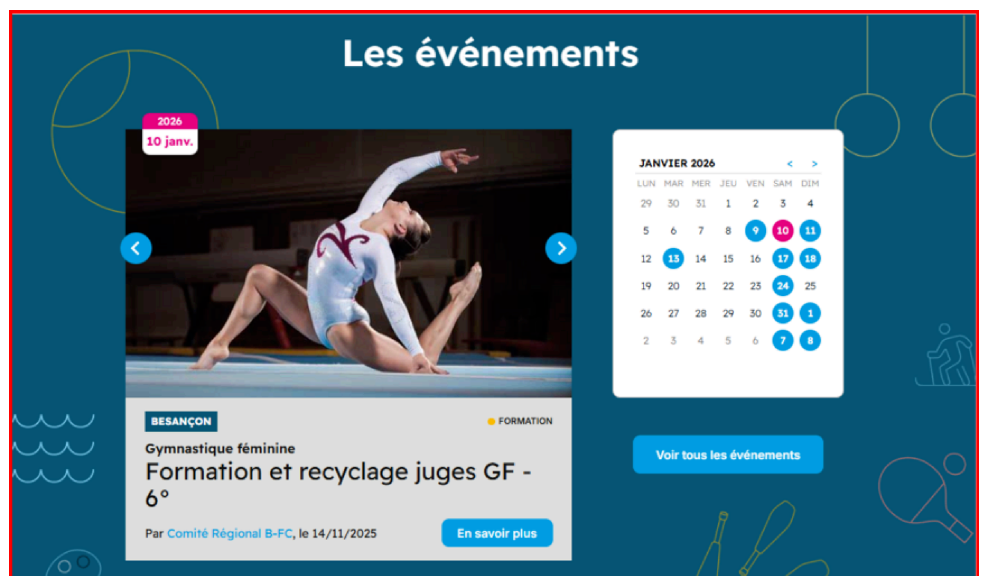 Les événements
2026
10 janv.
BESANÇON
FORMATION
Gymnastique féminine
Formation et recyclage juges GF -
6°
Par Comité Régional B-FC, le 14/11/2025
En savoir plus
JANVIER 2026 < >
LUN MAR MER JEU VEN SAM DIM
29 30 31 1 2 3 4
5 6 7 8 9 10 11
12 13 14 15 16 17 18
19 20 21 22 23 24 25
26 27 28 29 30 31 1
2 3 4 5 6 7 8
Voir tous les événements